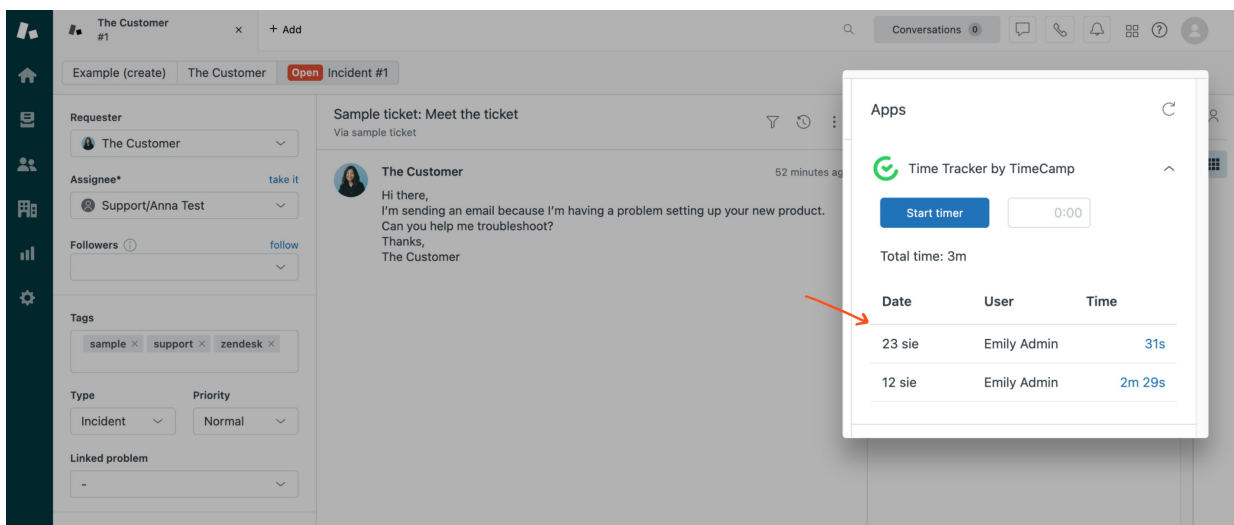 The Customer
#1
+ Add
Conversations 0
Example (create)
The Customer
Open Incident #1
Requester
The Customer
Assignee*
take it
Support/Anna Test
Followers
follow
Tags
sample × support × zendesk ×
Type
Priority
Incident
Normal
Linked problem
-
Sample ticket: Meet the ticket
Via sample ticket
The Customer
52 minutes ag
Hi there,
I'm sending an email because I'm having a problem setting up your new product.
Can you help me troubleshoot?
Thanks,
The Customer
Apps
Time Tracker by TimeCamp
Start timer
0:00
Total time: 3m
Date User Time
23 sie Emily Admin 31s
12 sie Emily Admin 2m 29s